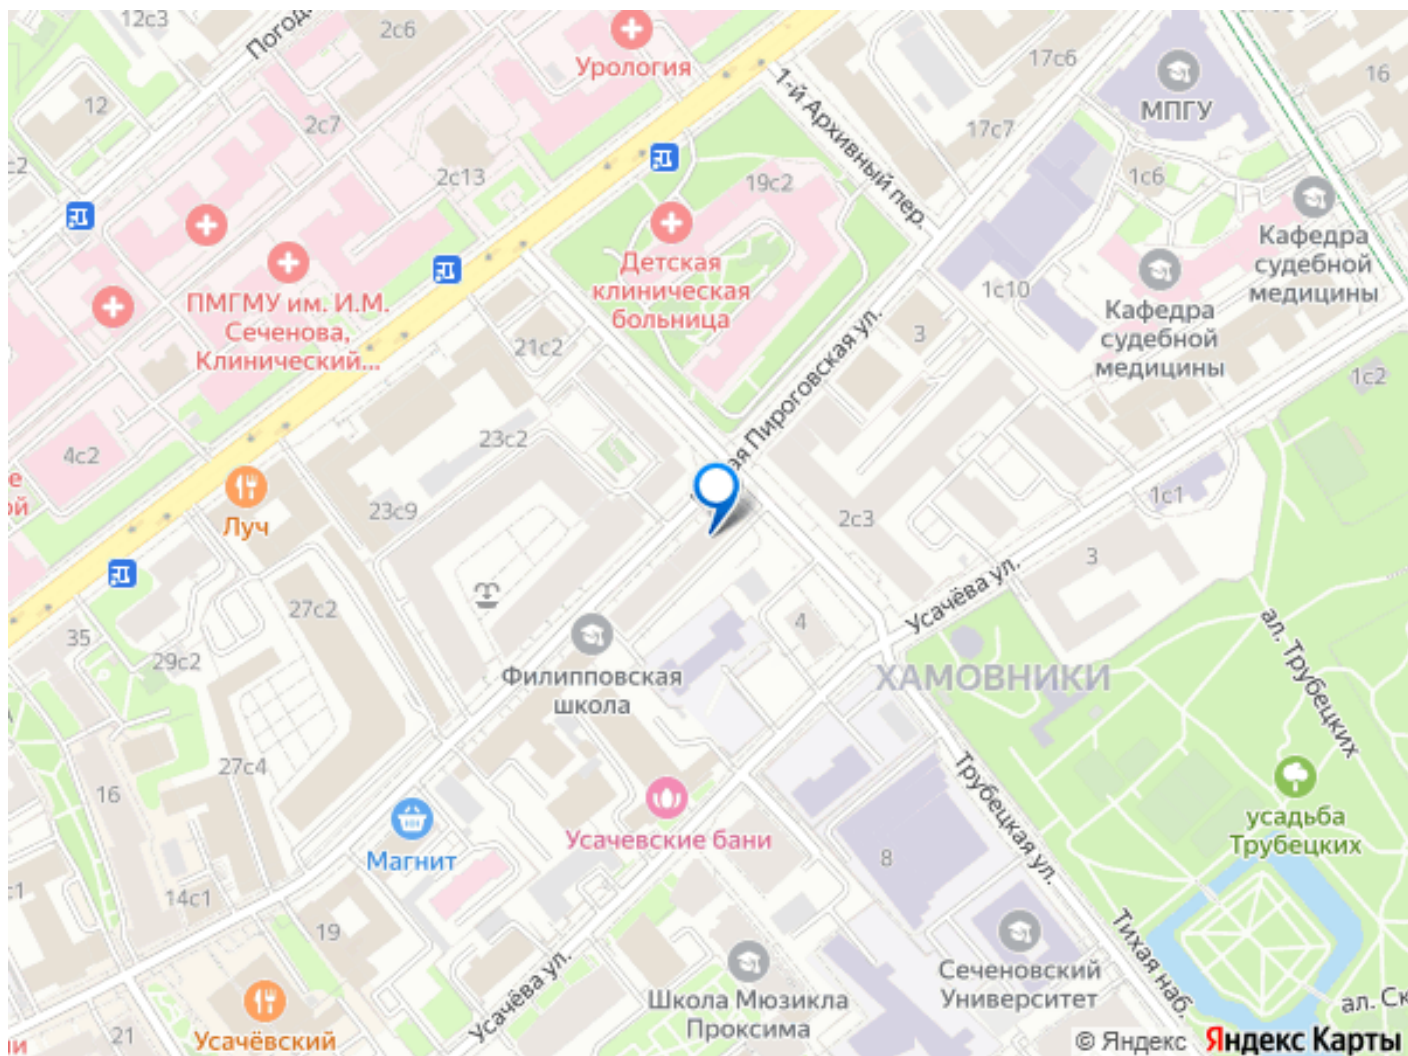 12с3
Погод
2с6
Урология
17с6
16
МПГУ
12
2с7
17с7
1-й Архивный пер.
2с13
19с2
1с6
Кафедра
судебной
медицины
Детская
клиническая
больница
ПМГМУ им. И.М.
Сеченова,
Клинический...
1с10
Кафедра
судебной
медицины
3
21с2
1с2
ая Пироговская ул.
23с2
4с2
Луч
23с9
2с3
1с1
3
Усачёва ул.
27с2
35
29с2
4
ал. Трубецких
Филипповская
школа
ХАМОВНИКИ
27с4
16
Трубецкая ул.
усадьба
Трубецких
Магнит
Усачевские бани
8
14с1
19
Тихая наб.
Сеченовский
Университет
Усачёва ул.
Школа Мюзикла
Проксима
ал. Ск
21
Усачёвский
© Яндекс Яндекс Карты